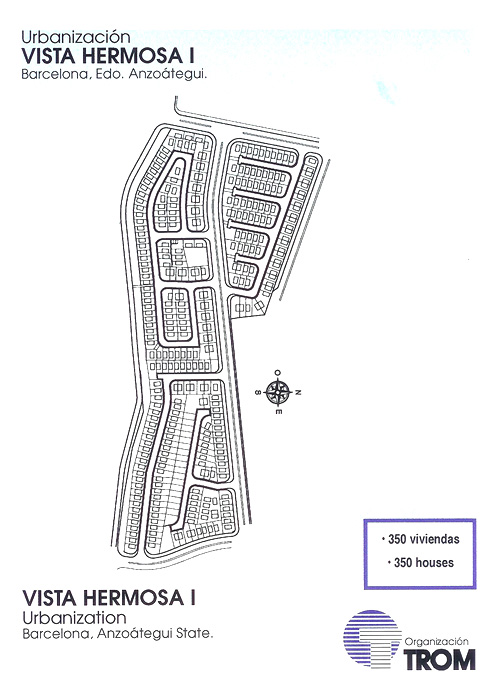 Urbanización
VISTA HERMOSA I
Barcelona, Edo. Anzoátegui.
O
S N
E
• 350 viviendas
• 350 houses
VISTA HERMOSA I
Urbanization
Barcelona, Anzoátegui State.
Organización
TROM